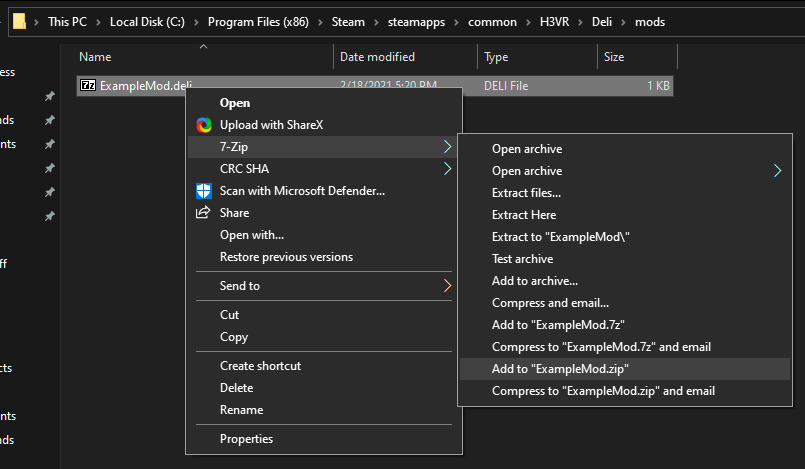 This PC > Local Disk (C:) > Program Files (x86) > Steam > steamapps > common > H3VR > Deli > mods
Name Date modified Type Size
ExampleMod.deli 2/18/2021 5:20 PM DELI File 1 KB
ess
nds
nts
ff
cts
ents
nds
Open
Upload with ShareX
7-Zip
CRC SHA
Scan with Microsoft Defender...
Share
Open with...
Restore previous versions
Send to
Cut
Copy
Create shortcut
Delete
Rename
Properties
Open archive
Open archive
Extract files...
Extract Here
Extract to "ExampleMod\"
Test archive
Add to archive...
Compress and email...
Add to "ExampleMod.7z"
Compress to "ExampleMod.7z" and email
Add to "ExampleMod.zip"
Compress to "ExampleMod.zip" and email